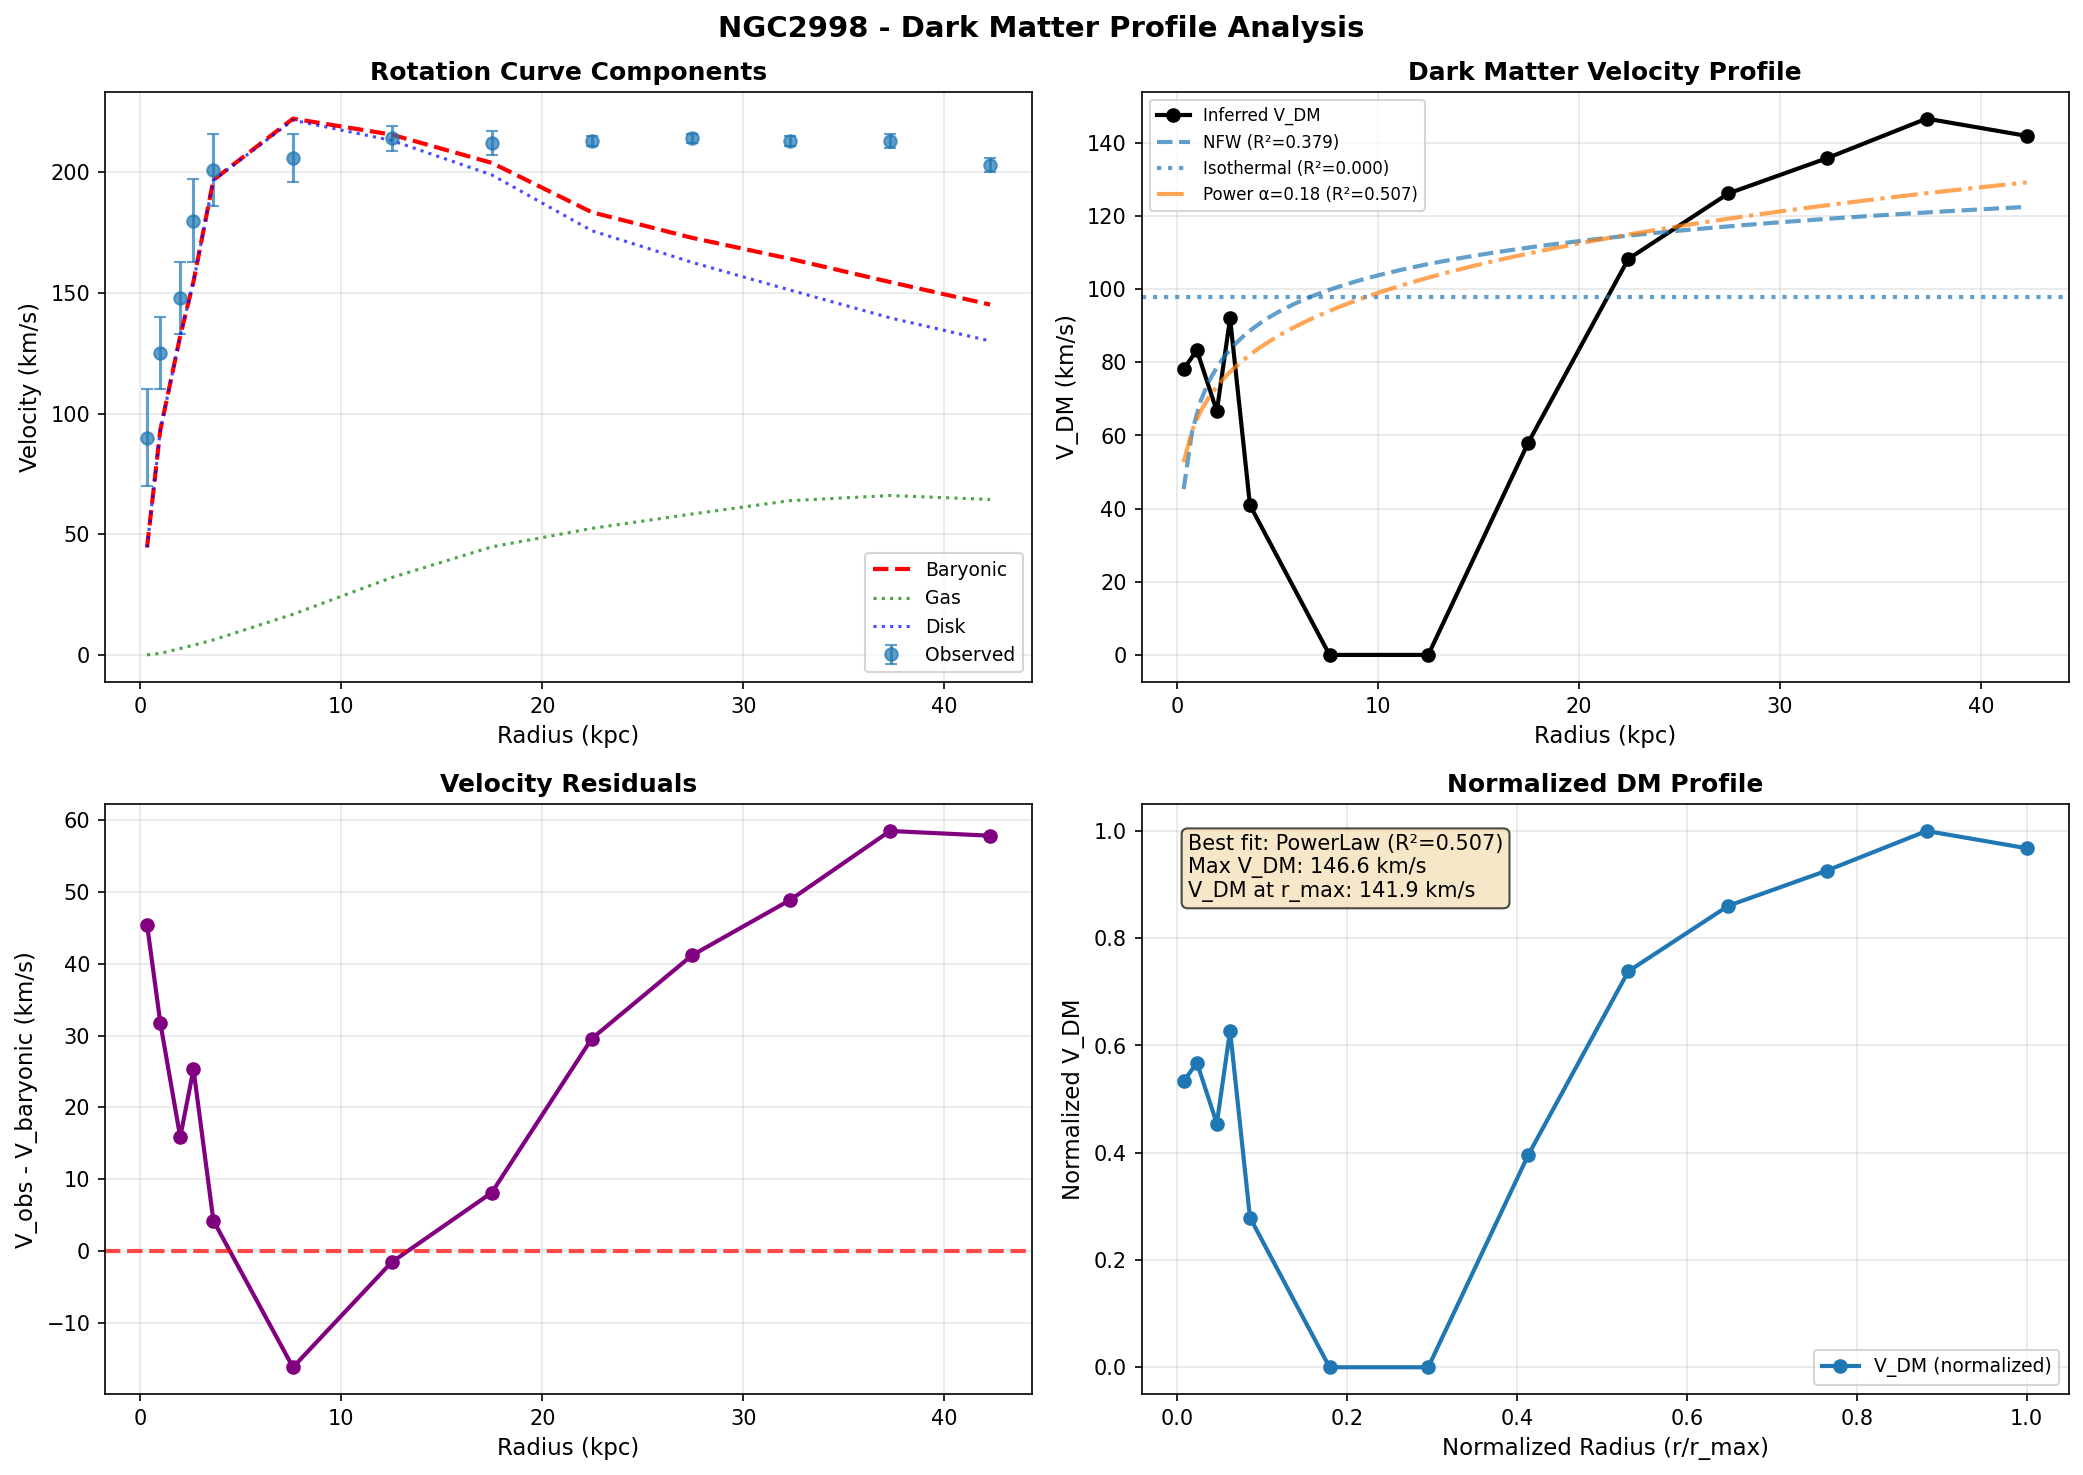 NGC2998 - Dark Matter Profile Analysis
Rotation Curve Components
Velocity (km/s)
200
150
100
50
0
0 10 20 30 40
Radius (kpc)
Baryonic
Gas
Disk
Observed
Dark Matter Velocity Profile
V_DM (km/s)
140
120
100
80
60
40
20
0
0 10 20 30 40
Radius (kpc)
Inferred V_DM
NFW (R²=0.379)
Isothermal (R²=0.000)
Power α=0.18 (R²=0.507)
Velocity Residuals
V_obs - V_baryonic (km/s)
60
50
40
30
20
10
0
−10
0 10 20 30 40
Radius (kpc)
Normalized DM Profile
Normalized V_DM
1.0
0.8
0.6
0.4
0.2
0.0
0.0 0.2 0.4 0.6 0.8 1.0
Normalized Radius (r/r_max)
Best fit: PowerLaw (R²=0.507)
Max V_DM: 146.6 km/s
V_DM at r_max: 141.9 km/s
V_DM (normalized)